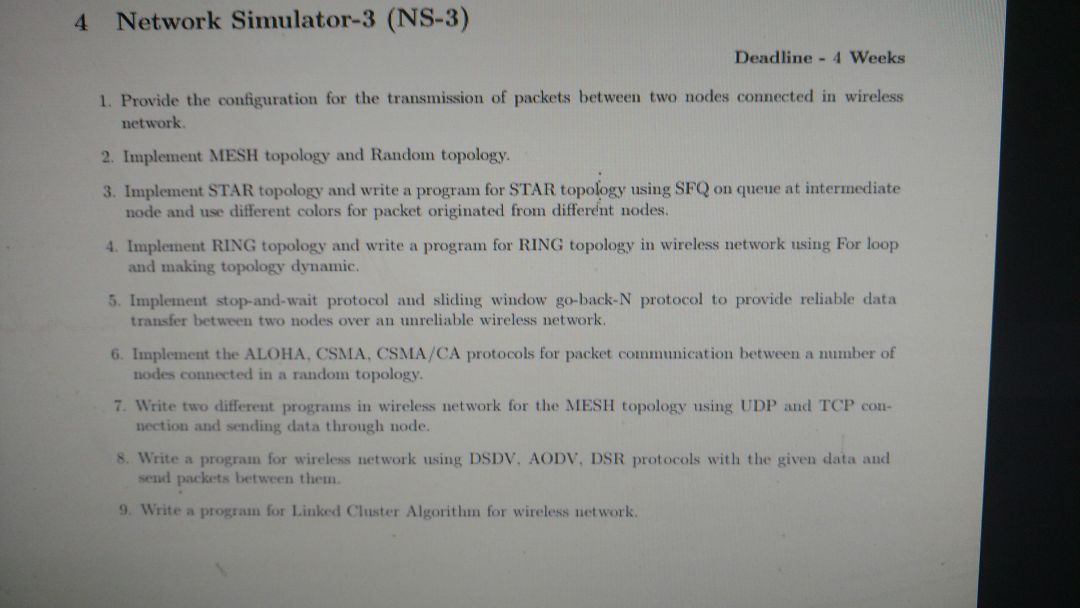 4 Network Simulator-3 (NS-3)
Deadline - 4 Weeks
1. Provide the configuration for the transmission of packets between two nodes connected in wireless
network.
2. Implement MESH topology and Random topology.
3. Implement STAR topology and write a program for STAR topology using SFQ on queue at intermediate
node and use different colors for packet originated from different nodes.
4. Implement RING topology and write a program for RING topology in wireless network using For loop
and making topology dynamic.
5. Implement stop-and-wait protocol and sliding window go-back-N protocol to provide reliable data
transfer between two nodes over an unreliable wireless network.
6. Implement the ALOHA, CSMA, CSMA/CA protocols for packet communication between a number of
nodes connected in a random topology.
7. Write two different programs in wireless network for the MESH topology using UDP and TCP con-
nection and sending data through node.
8. Write a program for wireless network using DSDV, AODV, DSR protocols with the given data and
send packets between them.
9. Write a program for Linked Cluster Algorithm for wireless network.